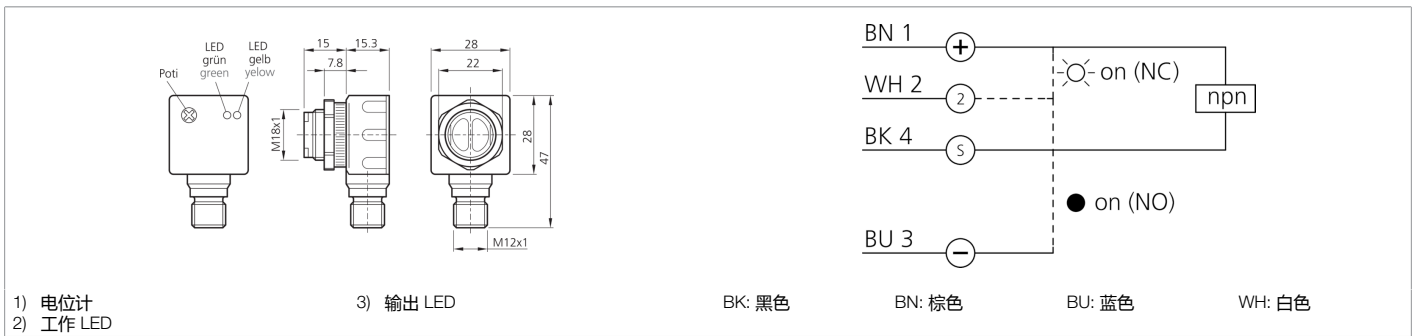 LED
grün
green
LED
gelb
yelow
Poti
15
15.3
7.8
M18x1
28
22
28
47
M12x1
BN 1
+
on (NC)
WH 2
2
npn
BK 4
S
on (NO)
BU 3
−
1) 电位计
3) 输出 LED
BK: 黑色
BN: 棕色
BU: 蓝色
WH: 白色
2) 工作 LED